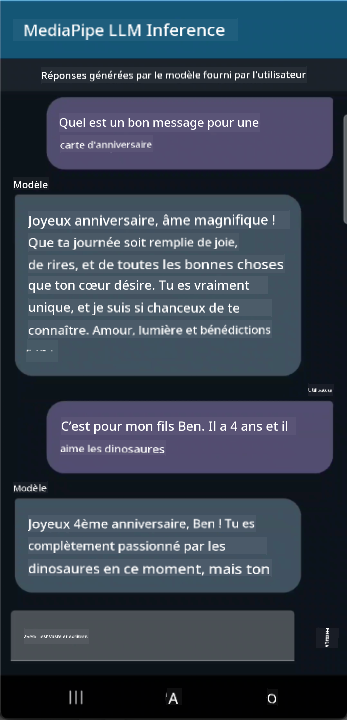 MediaPipe LLM Inference
Réponses générées par le modèle fourni par l'utilisateur
Quel est un bon message pour une
carte d'anniversaire
Modèle
Joyeux anniversaire, âme magnifique !
Que ta journée soit remplie de joie,
de rires, et de toutes les bonnes choses
que ton cœur désire. Tu es vraiment
unique, et je suis si chanceux de te
connaître. Amour, lumière et bénédictions
Utilisateur
C'est pour mon fils Ben. Il a 4 ans et il
aime les dinosaures
Modèle
Joyeux 4ème anniversaire, Ben ! Tu es
complètement passionné par les
dinosaures en ce moment, mais ton